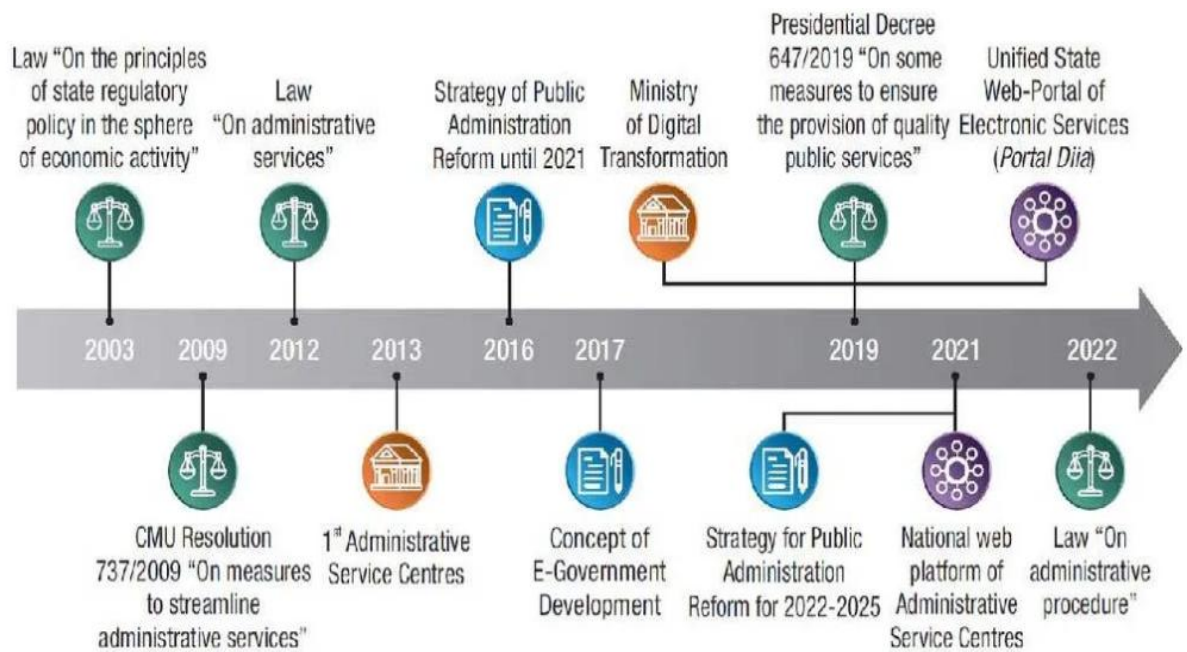 Law “On the principles
of state regulatory
policy in the sphere
of economic activity”
Law
“On administrative
services”
Strategy of Public
Administration
Reform until 2021
Ministry
of Digital
Transformation
Presidential Decree
647/2019 “On some
measures to ensure
the provision of quality
public services”
Unified State
Web-Portal of
Electronic Services
(Portal Diia)
2003 2009 2012 2013 2016 2017 2019 2021 2022
CMU Resolution
737/2009 “On measures
to streamline
administrative services”
1st Administrative
Service Centres
Concept of
E-Government
Development
Strategy for Public
Administration
Reform for 2022-2025
National web
platform of
Administrative
Service Centres
Law “On
administrative
procedure”